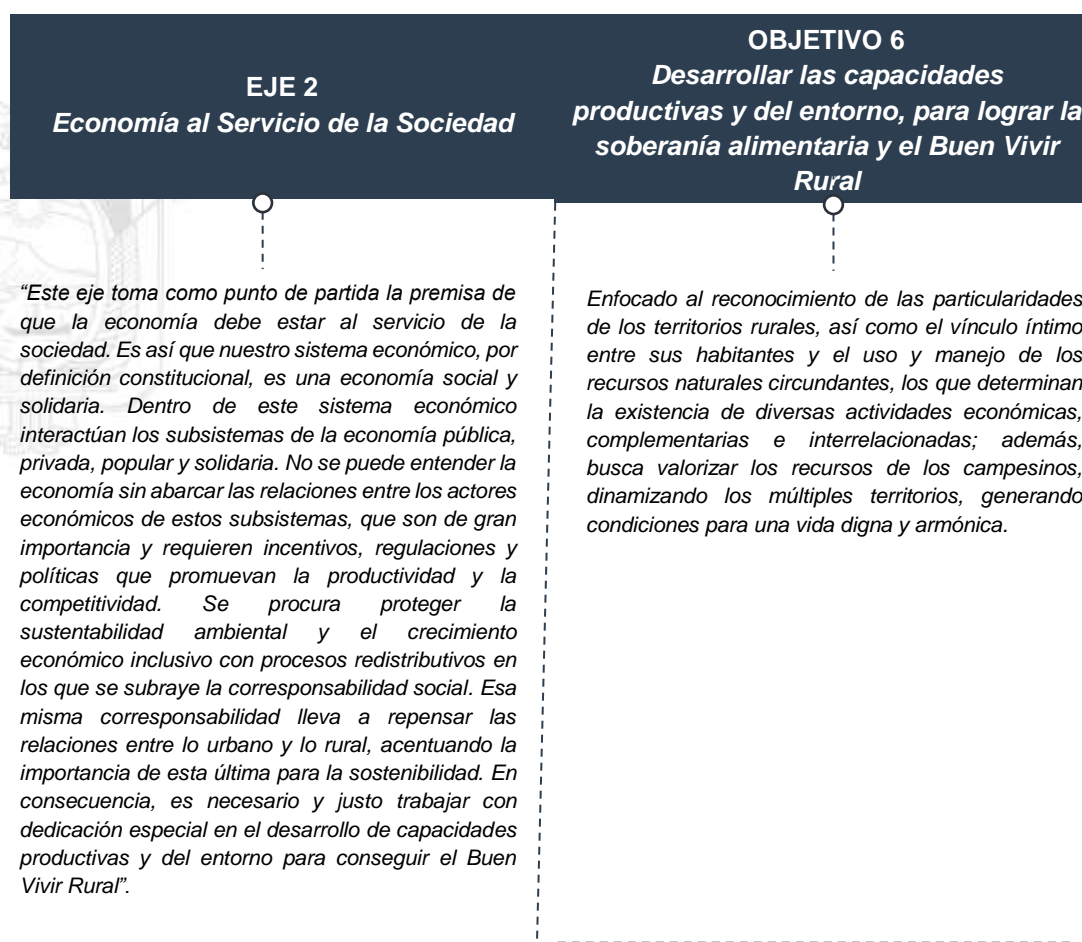 EJE 2
Economía al Servicio de la Sociedad
OBJETIVO 6
Desarrollar las capacidades
productivas y del entorno, para lograr la
soberanía alimentaria y el Buen Vivir
Rural
“Este eje toma como punto de partida la premisa de
que la economía debe estar al servicio de la
sociedad. Es así que nuestro sistema económico, por
definición constitucional, es una economía social y
solidaria. Dentro de este sistema económico
interactúan los subsistemas de la economía pública,
privada, popular y solidaria. No se puede entender la
economía sin abarcar las relaciones entre los actores
económicos de estos subsistemas, que son de gran
importancia y requieren incentivos, regulaciones y
políticas que promuevan la productividad y la
competitividad. Se procura proteger la
sustentabilidad ambiental y el crecimiento
económico inclusivo con procesos redistributivos en
los que se subraye la corresponsabilidad social. Esa
misma corresponsabilidad lleva a repensar las
relaciones entre lo urbano y lo rural, acentuando la
importancia de esta última para la sostenibilidad. En
consecuencia, es necesario y justo trabajar con
dedicación especial en el desarrollo de capacidades
productivas y del entorno para conseguir el Buen
Vivir Rural”.
Enfocado al reconocimiento de las particularidades
de los territorios rurales, así como el vínculo íntimo
entre sus habitantes y el uso y manejo de los
recursos naturales circundantes, los que determinan
la existencia de diversas actividades económicas,
complementarias e interrelacionadas; además,
busca valorizar los recursos de los campesinos,
dinamizando los múltiples territorios, generando
condiciones para una vida digna y armónica.